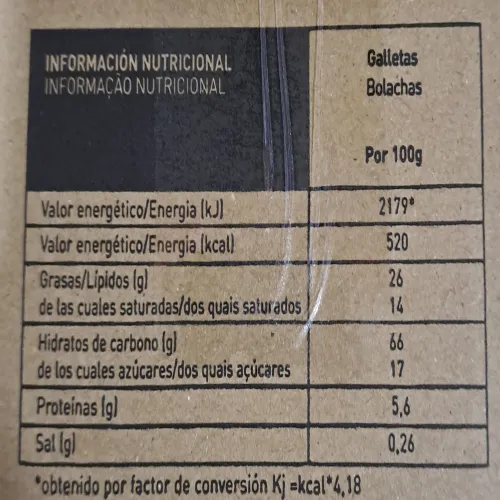 INFORMACIÓN NUTRICIONAL
INFORMAÇÃO NUTRICIONAL
Galletas
Bolachas
Por 100g
Valor energético/Energia (kJ) 2179*
Valor energético/Energia (kcal) 520
Grasas/Lípidos (g) 26
de las cuales saturadas/dos quais saturados 14
Hidratos de carbono (g) 66
de los cuales azúcares/dos quais açúcares 17
Proteínas (g) 5,6
Sal (g) 0,26
*obtenido por factor de conversión Kj =kcal*4,18